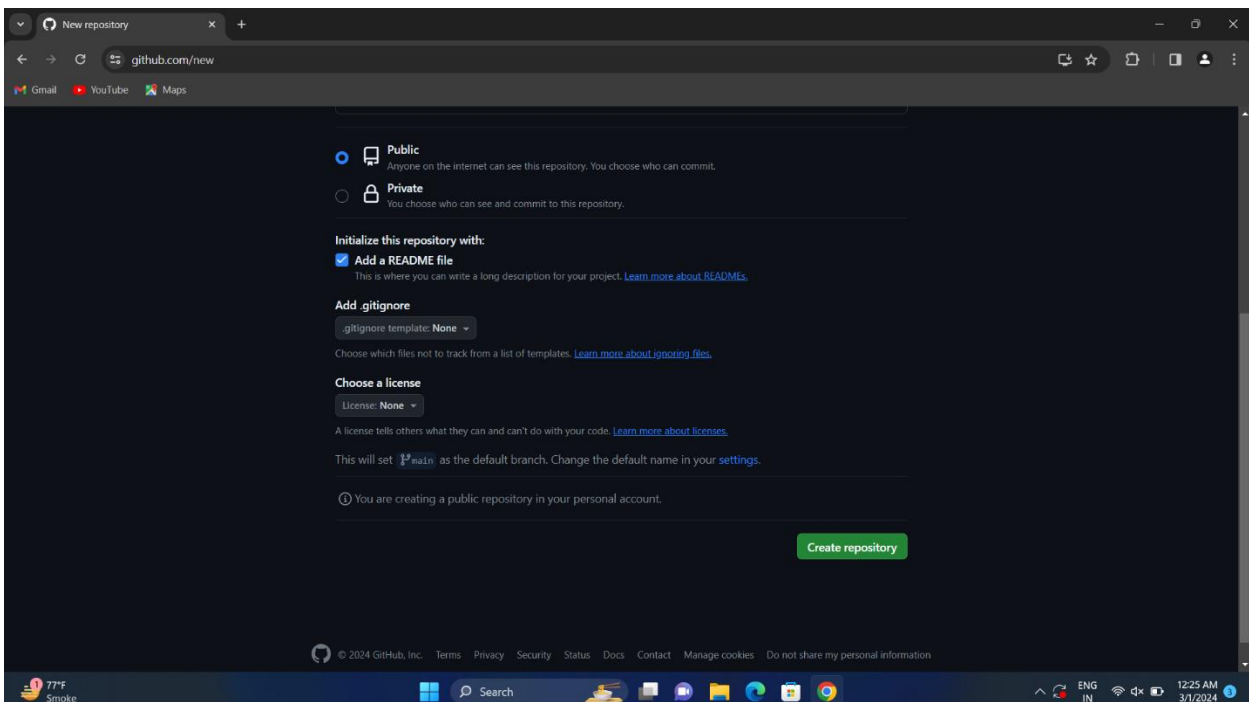 New repository
github.com/new
Gmail YouTube Maps
Public
Anyone on the internet can see this repository. You choose who can commit.
Private
You choose who can see and commit to this repository.
Initialize this repository with:
Add a README file
This is where you can write a long description for your project. Learn more about READMEs.
Add .gitignore
.gitignore template: None
Choose which files not to track from a list of templates. Learn more about ignoring files.
Choose a license
License: None
A license tells others what they can and can't do with your code. Learn more about licenses.
This will set main as the default branch. Change the default name in your settings.
You are creating a public repository in your personal account.
Create repository
© 2024 GitHub, Inc. Terms Privacy Security Status Docs Contact Manage cookies Do not share my personal information
1 77°F
Smoke
Search
ENG
IN
12:25 AM
3/1/2024
3